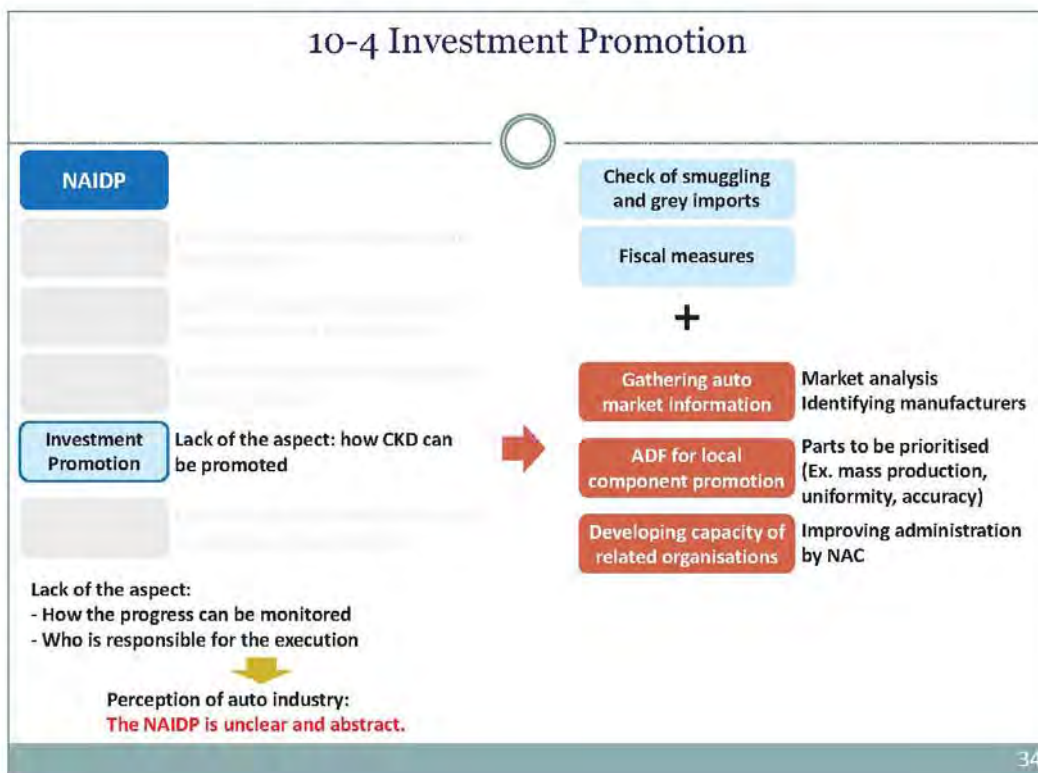 10-4 Investment Promotion
NAIDP
Investment
Promotion
Lack of the aspect: how CKD can
be promoted
Lack of the aspect:
- How the progress can be monitored
- Who is responsible for the execution
Perception of auto industry:
The NAIDP is unclear and abstract.
Check of smuggling
and grey imports
Fiscal measures
+
Gathering auto
market information
Market analysis
Identifying manufacturers
ADF for local
component promotion
Parts to be prioritised
(Ex. mass production,
uniformity, accuracy)
Developing capacity of
related organisations
Improving administration
by NAC
34